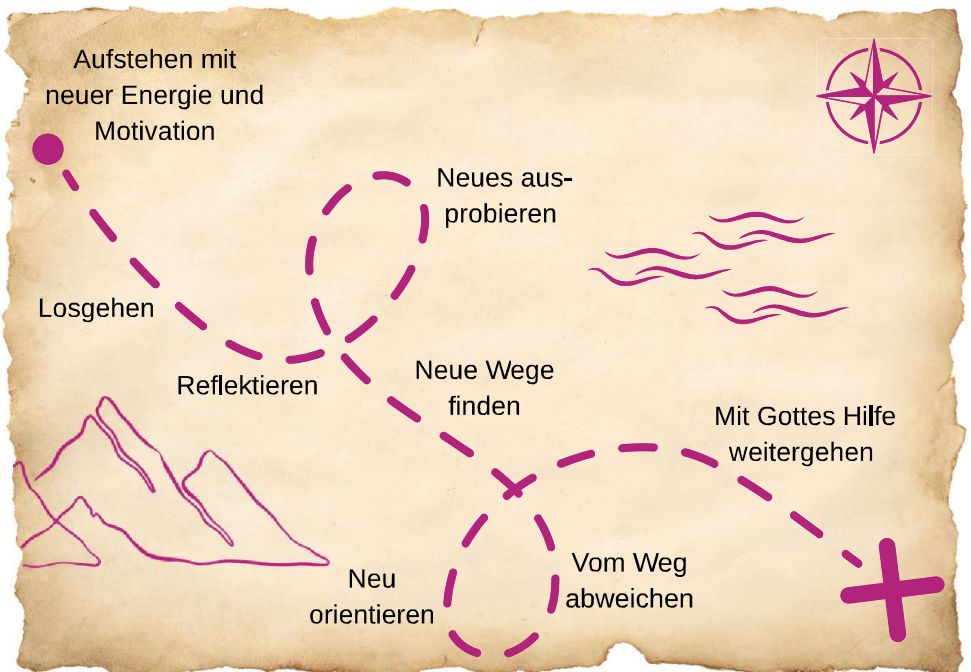 Aufstehen mit
neuer Energie und
Motivation
Losgehen
Reflektieren
Neues aus-
probieren
Neue Wege
finden
Vom Weg
abweichen
Neu
orientieren
Mit Gottes Hilfe
weitergehen